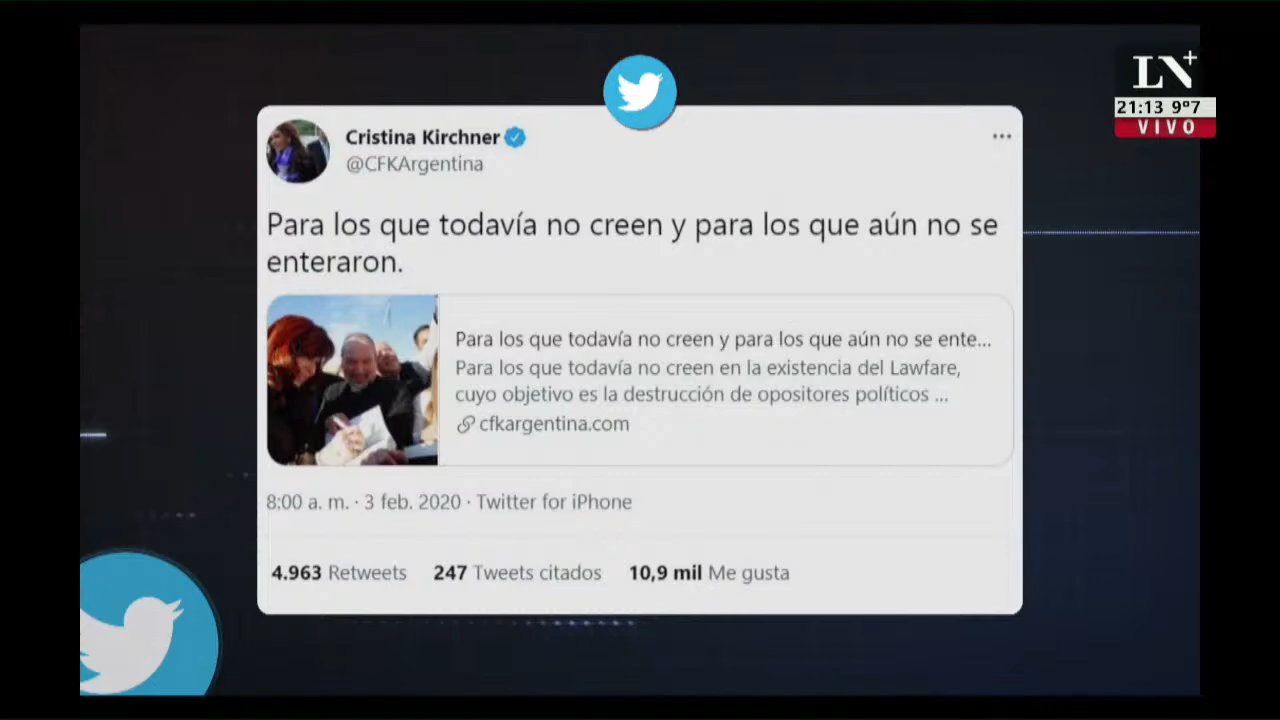 LN+
21:13 9º7
VIVO
Cristina Kirchner
@CFKArgentina
Para los que todavía no creen y para los que aún no se
enteraron.
Para los que todavía no creen y para los que aún no se ente...
Para los que todavía no creen en la existencia del Lawfare,
cuyo objetivo es la destrucción de opositores políticos ...
cfkargentina.com
8:00 a. m. · 3 feb. 2020 · Twitter for iPhone
4.963 Retweets 247 Tweets citados 10,9 mil Me gusta